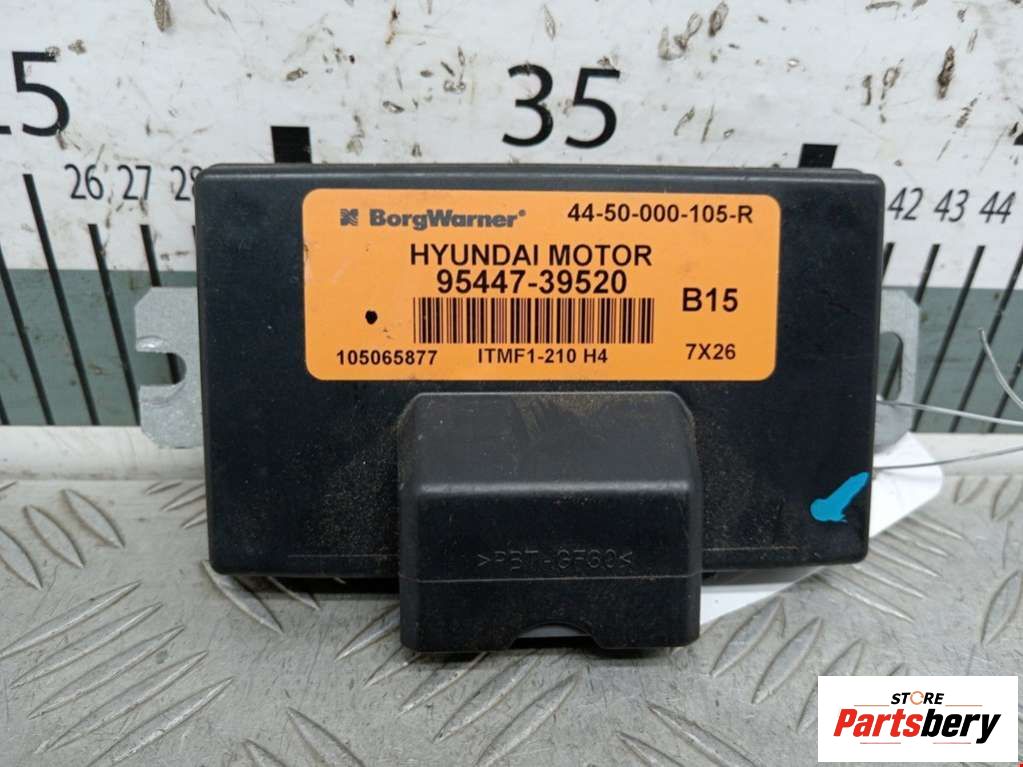 35
26 27 28
42 43 44
BorgWarner® 44-50-000-105-R
HYUNDAI MOTOR
95447-39520
B15
105065877 ITMF1-210 H4 7X26
>PBT-GF30<
STORE
Partsbery